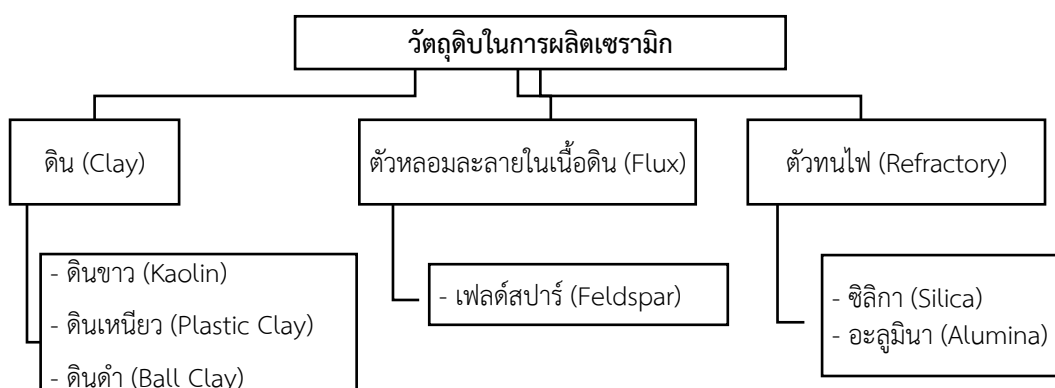 วัตถุดิบในการผลิตเซรามิก
ดิน (Clay)
ตัวหลอมละลายในเนื้อดิน (Flux)
ตัวทนไฟ (Refractory)
- ดินขาว (Kaolin)
- ดินเหนียว (Plastic Clay)
- ดินดำ (Ball Clay)
- เฟลด์สปาร์ (Feldspar)
- ซิลิกา (Silica)
- อะลูมินา (Alumina)